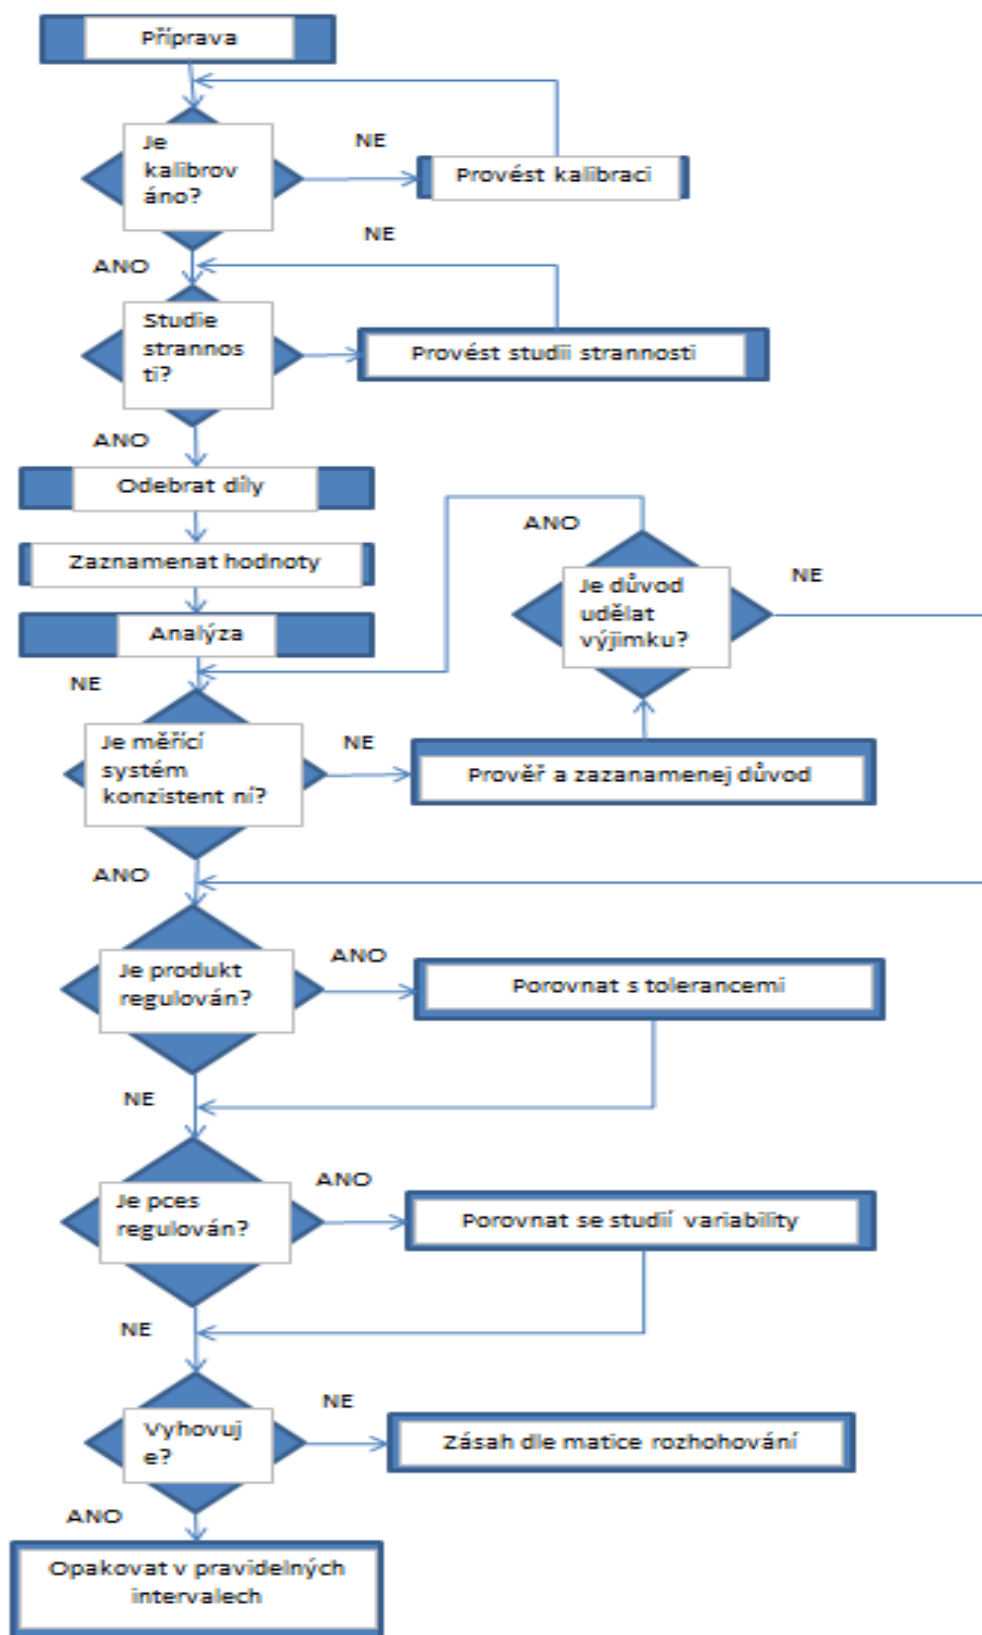 Příprava
Je
kalibrov
áno?
NE
Provést kalibraci
NE
ANO
Studie
strannos
ti?
Provést studii strannosti
ANO
Odebrat díly
Zaznamenat hodnoty
Analýza
ANO
Je důvod
udělat
výjimku?
NE
NE
Je měřící
systém
konzistent ní?
NE
Prověř a zazanamenej důvod
ANO
Je produkt
regulován?
ANO
Porovnat s tolerancemi
NE
Je pces
regulován?
ANO
Porovnat se studií variability
NE
Vyhovuj
e?
NE
Zásah dle matice rozhohování
ANO
Opakovat v pravidelných
intervalech